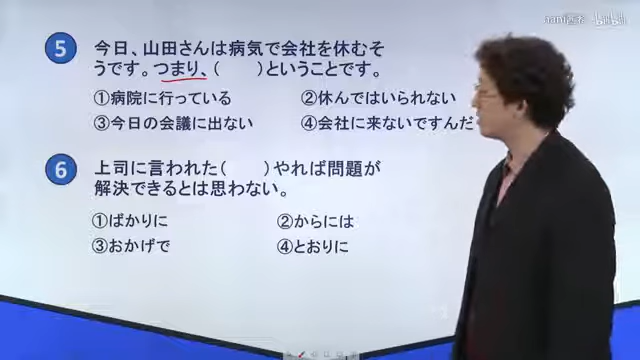 5 今日、山田さんは病気で会社を休むそ
うです。つまり、(　　)ということです。
①病院に行っている ②休んではいられない
③今日の会議に出ない ④会社に来ないですんだ
6 上司に言われた(　　)やれば問題が
解決できるとは思わない。
①ばかりに ②からには
③おかげで ④とおりに